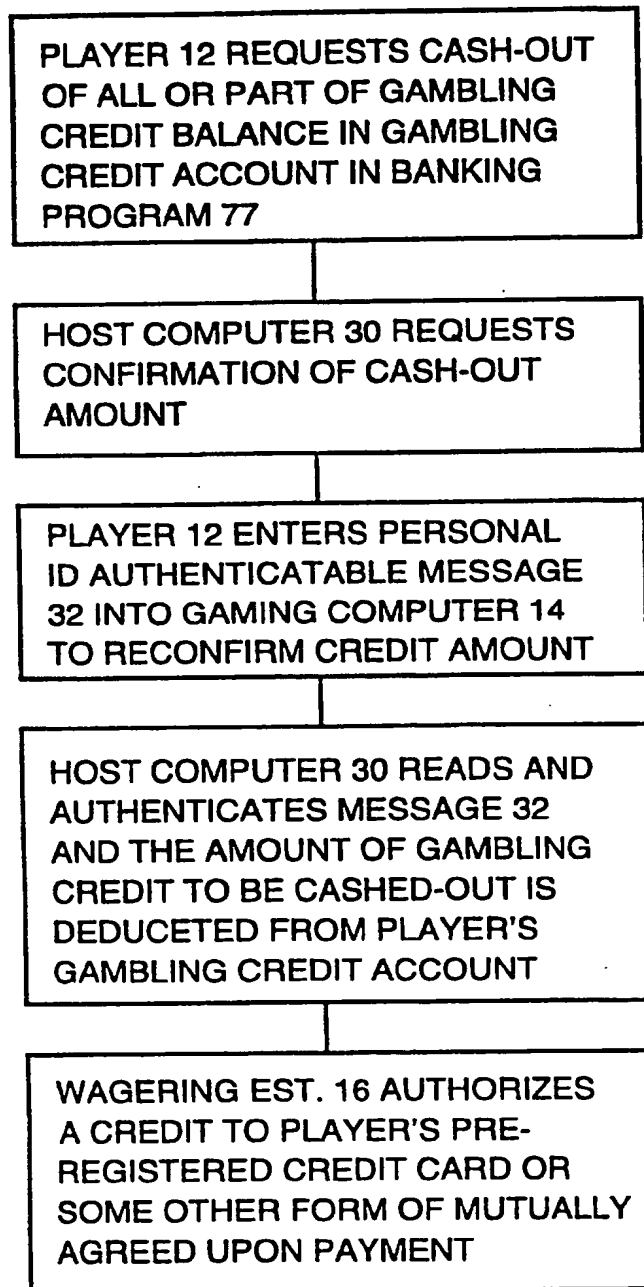 PLAYER 12 REQUESTS CASH-OUT
OF ALL OR PART OF GAMBLING
CREDIT BALANCE IN GAMBLING
CREDIT ACCOUNT IN BANKING
PROGRAM 77
HOST COMPUTER 30 REQUESTS
CONFIRMATION OF CASH-OUT
AMOUNT
PLAYER 12 ENTERS PERSONAL
ID AUTHENTICATABLE MESSAGE
32 INTO GAMING COMPUTER 14
TO RECONFIRM CREDIT AMOUNT
HOST COMPUTER 30 READS AND
AUTHENTICATES MESSAGE 32
AND THE AMOUNT OF GAMBLING
CREDIT TO BE CASHED-OUT IS
DEDUCETED FROM PLAYER'S
GAMBLING CREDIT ACCOUNT
WAGERING EST. 16 AUTHORIZES
A CREDIT TO PLAYER'S PRE-
REGISTERED CREDIT CARD OR
SOME OTHER FORM OF MUTUALLY
AGREED UPON PAYMENT